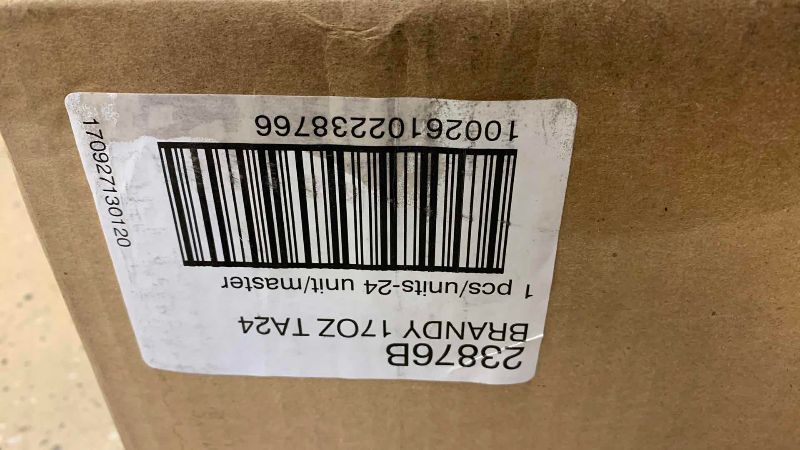 23876B
BRANDY 17OZ TA24
1 pcs/units-24 unit/master
10026102238766
170927130120